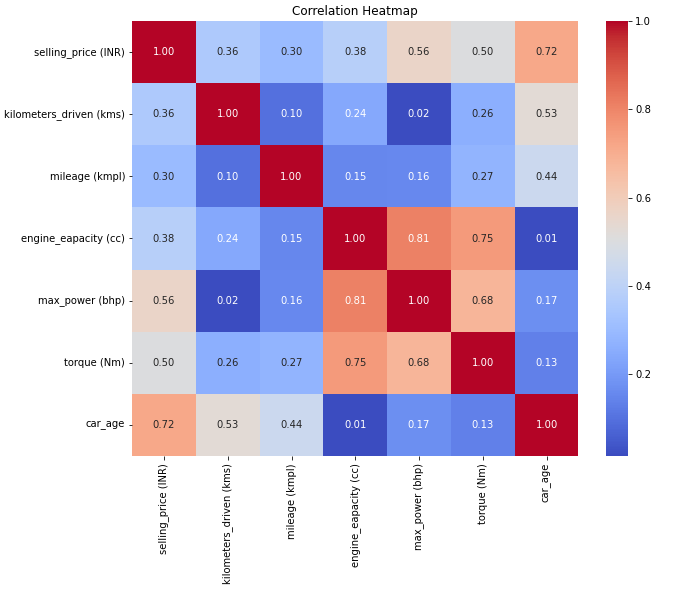 Correlation Heatmap
selling_price (INR) 1.00 0.36 0.30 0.38 0.56 0.50 0.72
kilometers_driven (kms) 0.36 1.00 0.10 0.24 0.02 0.26 0.53
mileage (kmpl) 0.30 0.10 1.00 0.15 0.16 0.27 0.44
engine_eapacity (cc) 0.38 0.24 0.15 1.00 0.81 0.75 0.01
max_power (bhp) 0.56 0.02 0.16 0.81 1.00 0.68 0.17
torque (Nm) 0.50 0.26 0.27 0.75 0.68 1.00 0.13
car_age 0.72 0.53 0.44 0.01 0.17 0.13 1.00
selling_price (INR)
kilometers_driven (kms)
mileage (kmpl)
engine_eapacity (cc)
max_power (bhp)
torque (Nm)
car_age
1.0
0.8
0.6
0.4
0.2